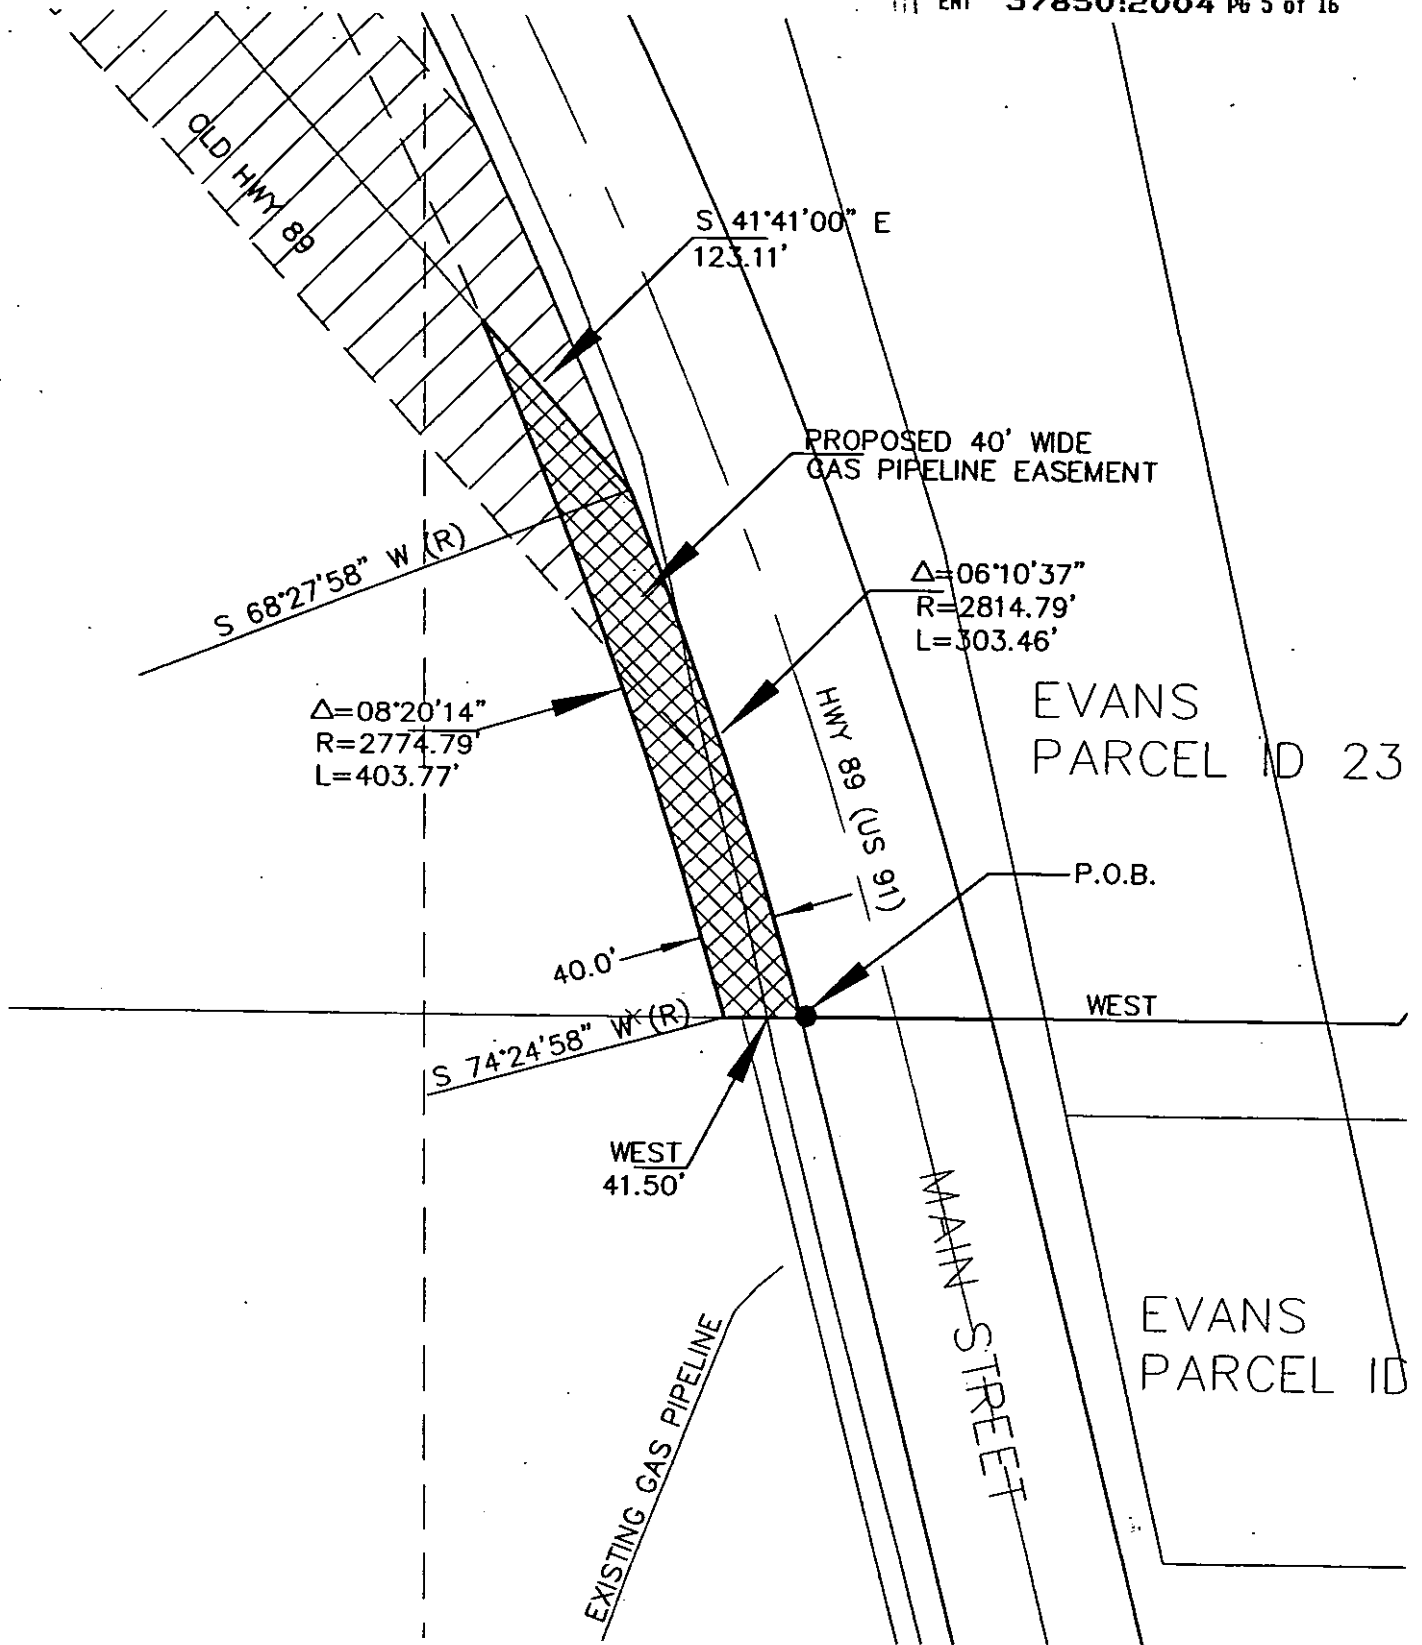 ENT 37850:2004 PG 5 of 16
OLD HWY 89
S 41°41'00" E
123.11'
PROPOSED 40' WIDE
GAS PIPELINE EASEMENT
S 68°27'58" W (R)
Δ=06°10'37"
R=2814.79'
L=303.46'
Δ=08°20'14"
R=2774.79'
L=403.77'
EVANS
PARCEL ID 23
HWY 89 (US 91)
P.O.B.
40.0'
WEST
S 74°24'58" W (R)
WEST
41.50'
MAIN STREET
EXISTING GAS PIPELINE
EVANS
PARCEL ID